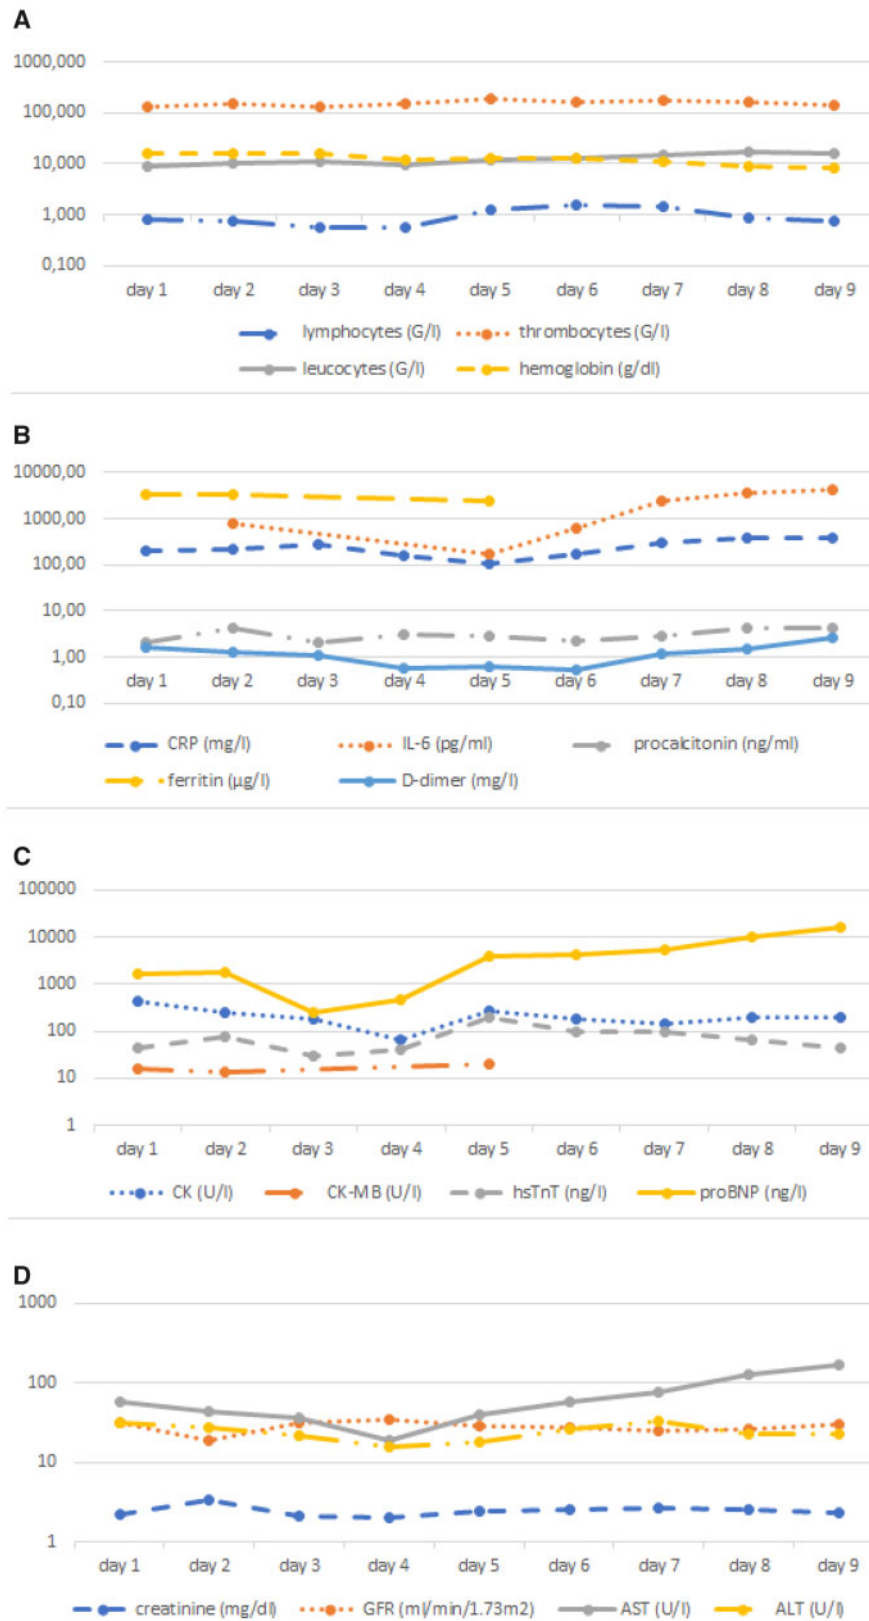 A
1000,000
100,000
10,000
1,000
0,100
day 1 day 2 day 3 day 4 day 5 day 6 day 7 day 8 day 9
lymphocytes (G/l) thrombocytes (G/l)
leucocytes (G/l) hemoglobin (g/dl)
B
10000,00
1000,00
100,00
10,00
1,00
day 1 day 2 day 3 day 4 day 5 day 6 day 7 day 8 day 9
0,10
CRP (mg/l) IL-6 (pg/ml) procalcitonin (ng/ml)
ferritin (µg/l) D-dimer (mg/l)
C
100000
10000
1000
100
10
1
day 1 day 2 day 3 day 4 day 5 day 6 day 7 day 8 day 9
CK (U/l) CK-MB (U/l) hsTnT (ng/l) proBNP (ng/l)
D
1000
100
10
1
day 1 day 2 day 3 day 4 day 5 day 6 day 7 day 8 day 9
creatinine (mg/dl) GFR (ml/min/1.73m2) AST (U/l) ALT (U/l)